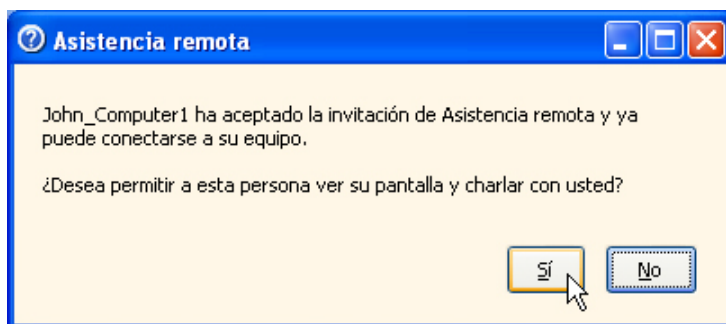 Asistencia remota
John_Computer1 ha aceptado la invitación de Asistencia remota y ya
puede conectarse a su equipo.
¿Desea permitir a esta persona ver su pantalla y charlar con usted?
Sí No